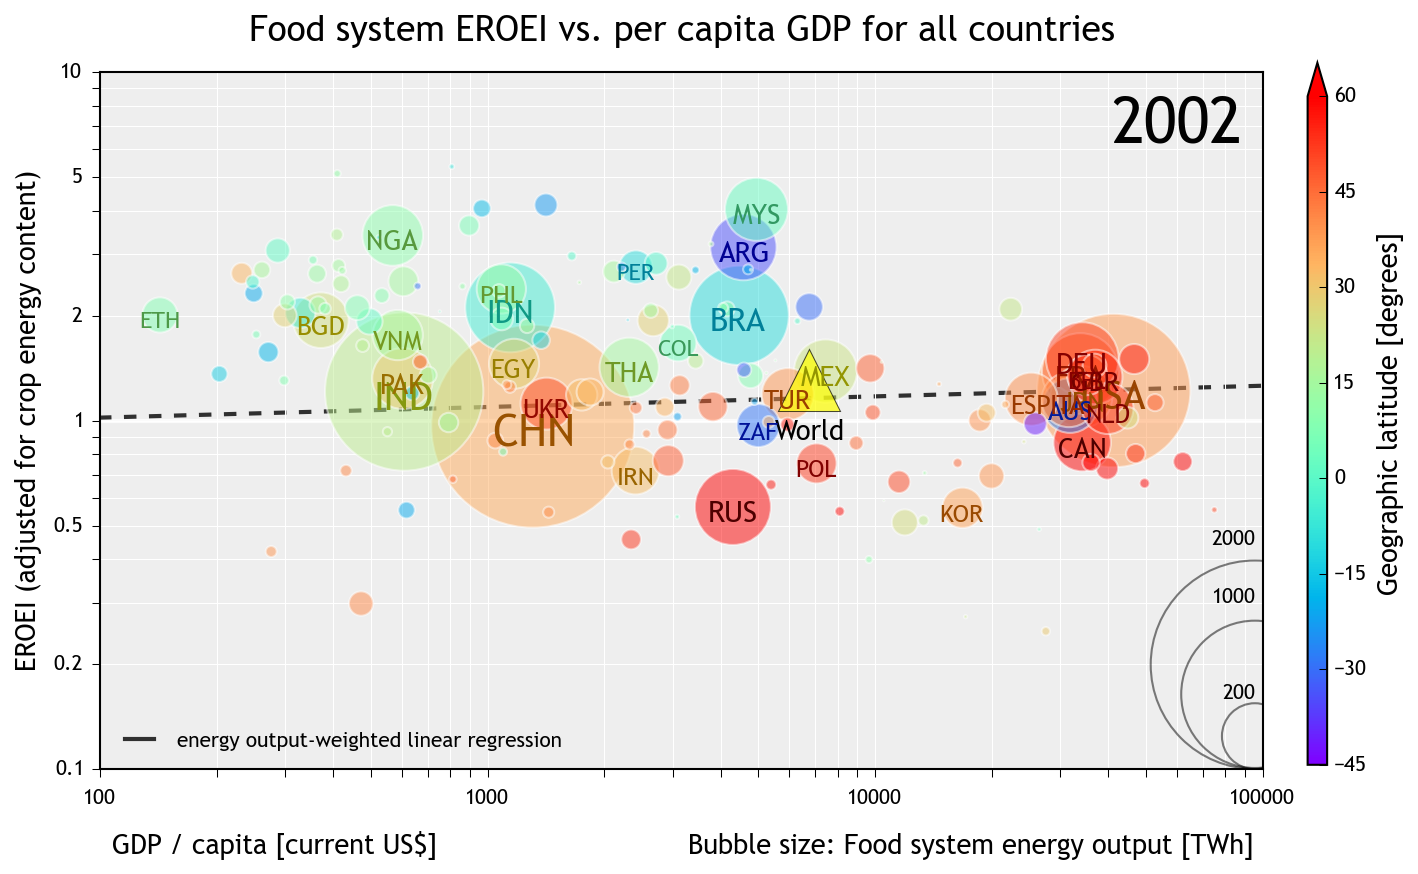 Food system EROEI vs. per capita GDP for all countries
2002
EROEI (adjusted for crop energy content)
10
5
2
1
0.5
0.2
0.1
MYS
ARG
NGA
PER
PHL
IDN
BRA
ETH
BGD
VNM
COL
EGY
THA
MEX
DEU
PAK
IND
TUR
UKR
ESP
AUS
NLD
CHN
ZAF
World
CAN
IRN
POL
RUS
KOR
2000
1000
200
energy output-weighted linear regression
100
1000
10000
100000
GDP / capita [current US$]
Bubble size: Food system energy output [TWh]
60
45
30
15
0
−15
−30
−45
Geographic latitude [degrees]